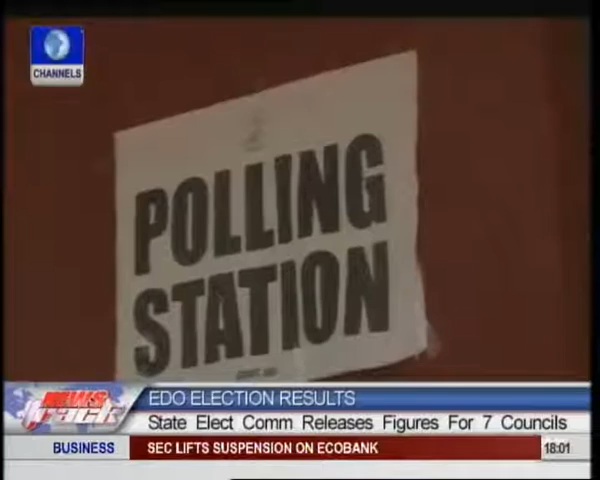 CHANNELS
POLLING
STATION
NEWS
track
EDO ELECTION RESULTS
State Elect Comm Releases Figures For 7 Councils
BUSINESS
SEC LIFTS SUSPENSION ON ECOBANK
18:01